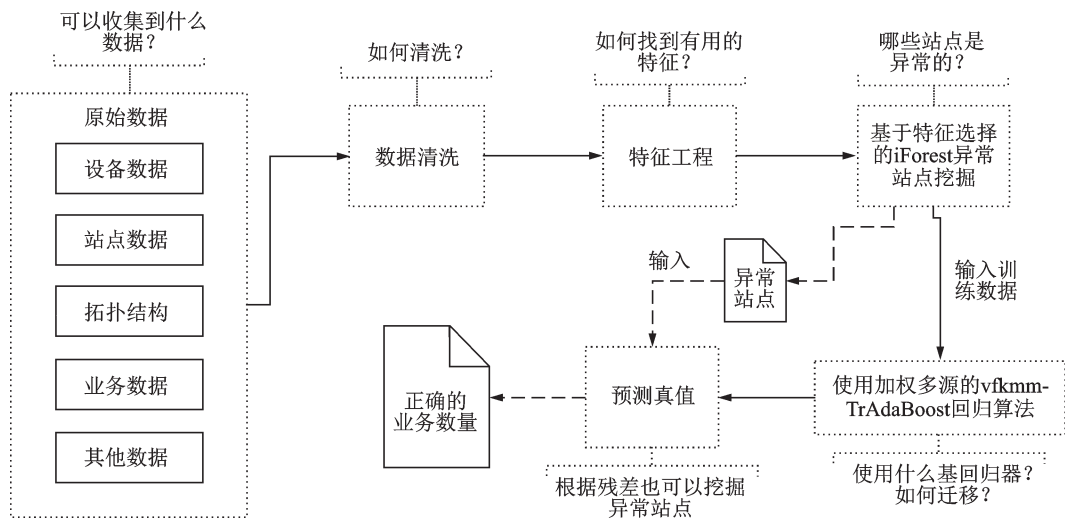 可以收集到什么
数据？
如何清洗？
如何找到有用的
特征？
哪些站点是
异常的？
原始数据
设备数据
站点数据
拓扑结构
业务数据
其他数据
数据清洗
特征工程
基于特征选择
的iForest异常
站点挖掘
输入
异常
站点
输入训
练数据
正确的
业务数量
预测真值
使用加权多源的vfkmm-
TrAdaBoost回归算法
根据残差也可以挖掘
异常站点
使用什么基回归器？
如何迁移？